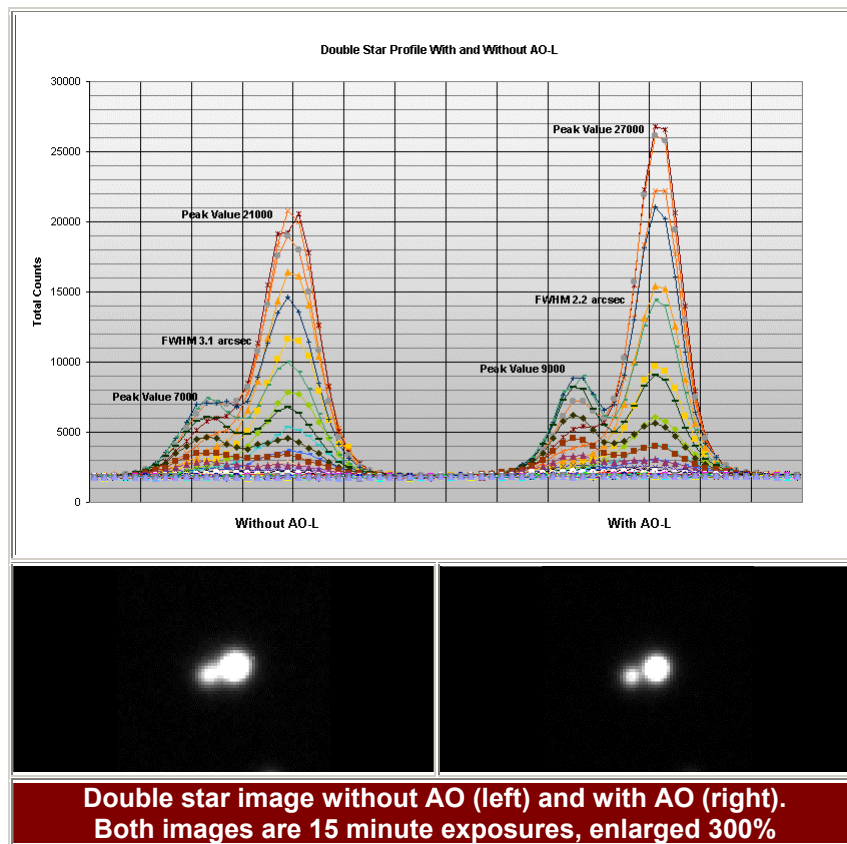 Double Star Profile With and Without AO-L
30000
25000
20000
15000
10000
5000
0
Total Counts
Peak Value 27000
Peak Value 21000
FWHM 2.2 arcsec
FWHM 3.1 arcsec
Peak Value 9000
Peak Value 7000
Without AO-L
With AO-L
Double star image without AO (left) and with AO (right).
Both images are 15 minute exposures, enlarged 300%